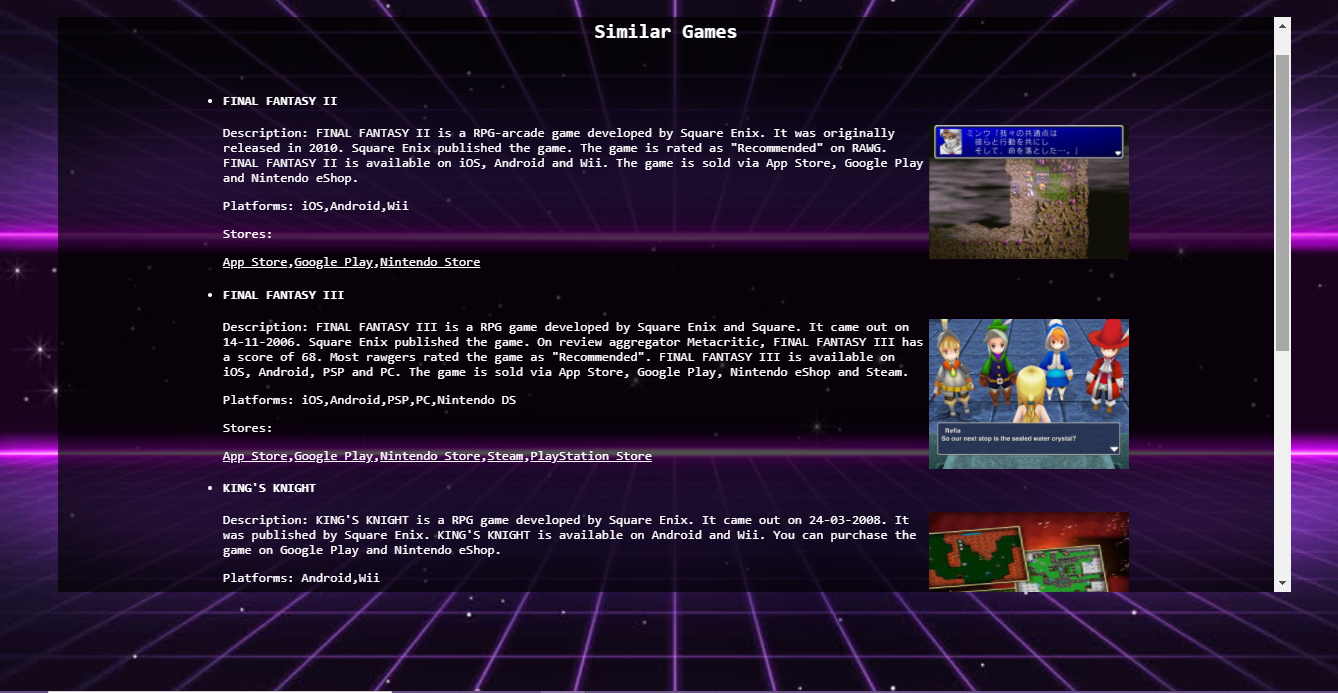 Similar Games
FINAL FANTASY II
Description: FINAL FANTASY II is a RPG-arcade game developed by Square Enix. It was originally
released in 2010. Square Enix published the game. The game is rated as "Recommended" on RAWG.
FINAL FANTASY II is available on iOS, Android and Wii. The game is sold via App Store, Google Play
and Nintendo eShop.
Platforms: iOS,Android,Wii
Stores:
App Store,Google Play,Nintendo Store
ミンウ「我々の共通点は
彼らと行動を共にし
そして、命を落とした…。」
FINAL FANTASY III
Description: FINAL FANTASY III is a RPG game developed by Square Enix and Square. It came out on
14-11-2006. Square Enix published the game. On review aggregator Metacritic, FINAL FANTASY III has
a score of 68. Most rawgers rated the game as "Recommended". FINAL FANTASY III is available on
iOS, Android, PSP and PC. The game is sold via App Store, Google Play, Nintendo eShop and Steam.
Platforms: iOS,Android,PSP,PC,Nintendo DS
Stores:
App Store,Google Play,Nintendo Store,Steam,PlayStation Store
Refia
So our next stop is the sealed water crystal?
KING'S KNIGHT
Description: KING'S KNIGHT is a RPG game developed by Square Enix. It came out on 24-03-2008. It
was published by Square Enix. KING'S KNIGHT is available on Android and Wii. You can purchase the
game on Google Play and Nintendo eShop.
Platforms: Android,Wii